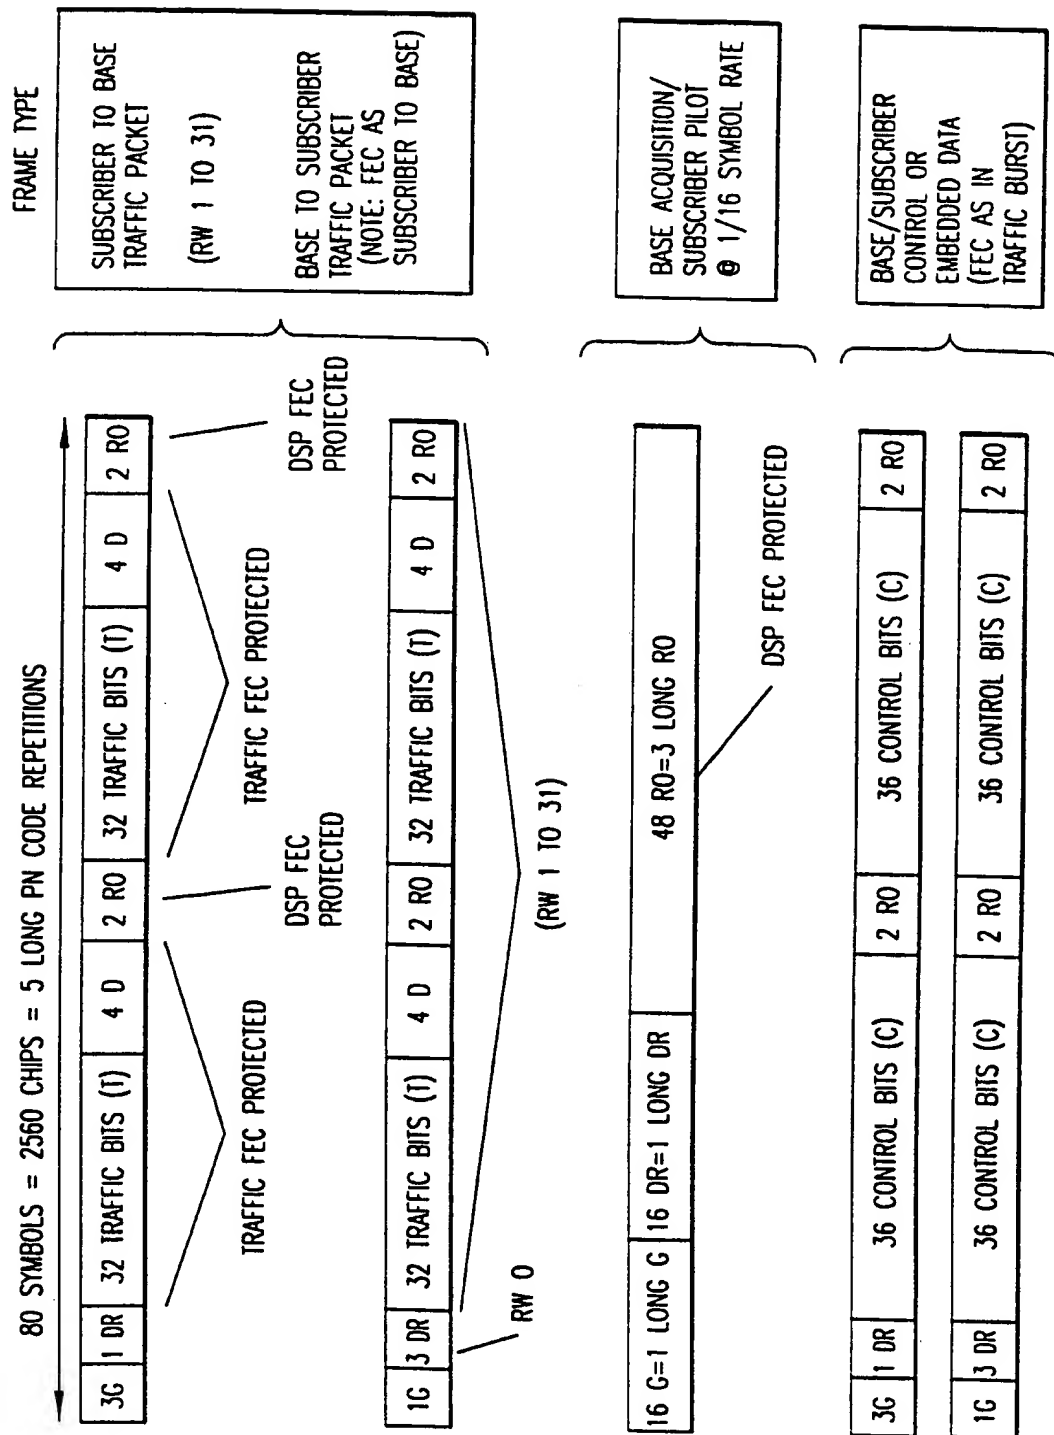 FRAME TYPE
80 SYMBOLS = 2560 CHIPS = 5 LONG PN CODE REPETITIONS
3G 1 DR 32 TRAFFIC BITS (T) 4 D 2 RO 32 TRAFFIC BITS (T) 4 D 2 RO
TRAFFIC FEC PROTECTED
DSP FEC
PROTECTED
TRAFFIC FEC PROTECTED
DSP FEC
PROTECTED
SUBSCRIBER TO BASE
TRAFFIC PACKET
(RW 1 TO 31)
BASE TO SUBSCRIBER
TRAFFIC PACKET
(NOTE: FEC AS
SUBSCRIBER TO BASE)
1G 3 DR 32 TRAFFIC BITS (T) 4 D 2 RO 32 TRAFFIC BITS (T) 4 D 2 RO
RW 0
(RW 1 TO 31)
16 G=1 LONG G 16 DR=1 LONG DR 48 RO=3 LONG RO
DSP FEC PROTECTED
BASE ACQUISITION/
SUBSCRIBER PILOT
@ 1/16 SYMBOL RATE
3G 1 DR 36 CONTROL BITS (C) 2 RO 36 CONTROL BITS (C) 2 RO
1G 3 DR 36 CONTROL BITS (C) 2 RO 36 CONTROL BITS (C) 2 RO
BASE/SUBSCRIBER
CONTROL OR
EMBEDDED DATA
(FEC AS IN
TRAFFIC BURST)